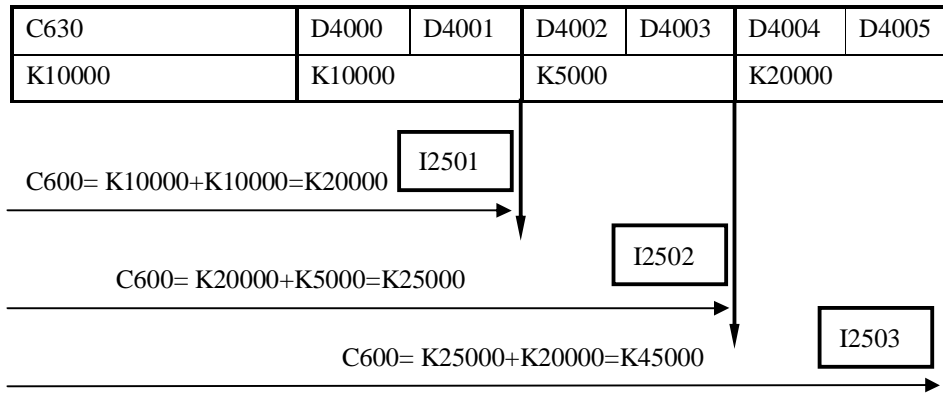 C630 D4000 D4001 D4002 D4003 D4004 D4005
K10000 K10000 K5000 K20000
I2501
C600= K10000+K10000=K20000
I2502
C600= K20000+K5000=K25000
I2503
C600= K25000+K20000=K45000